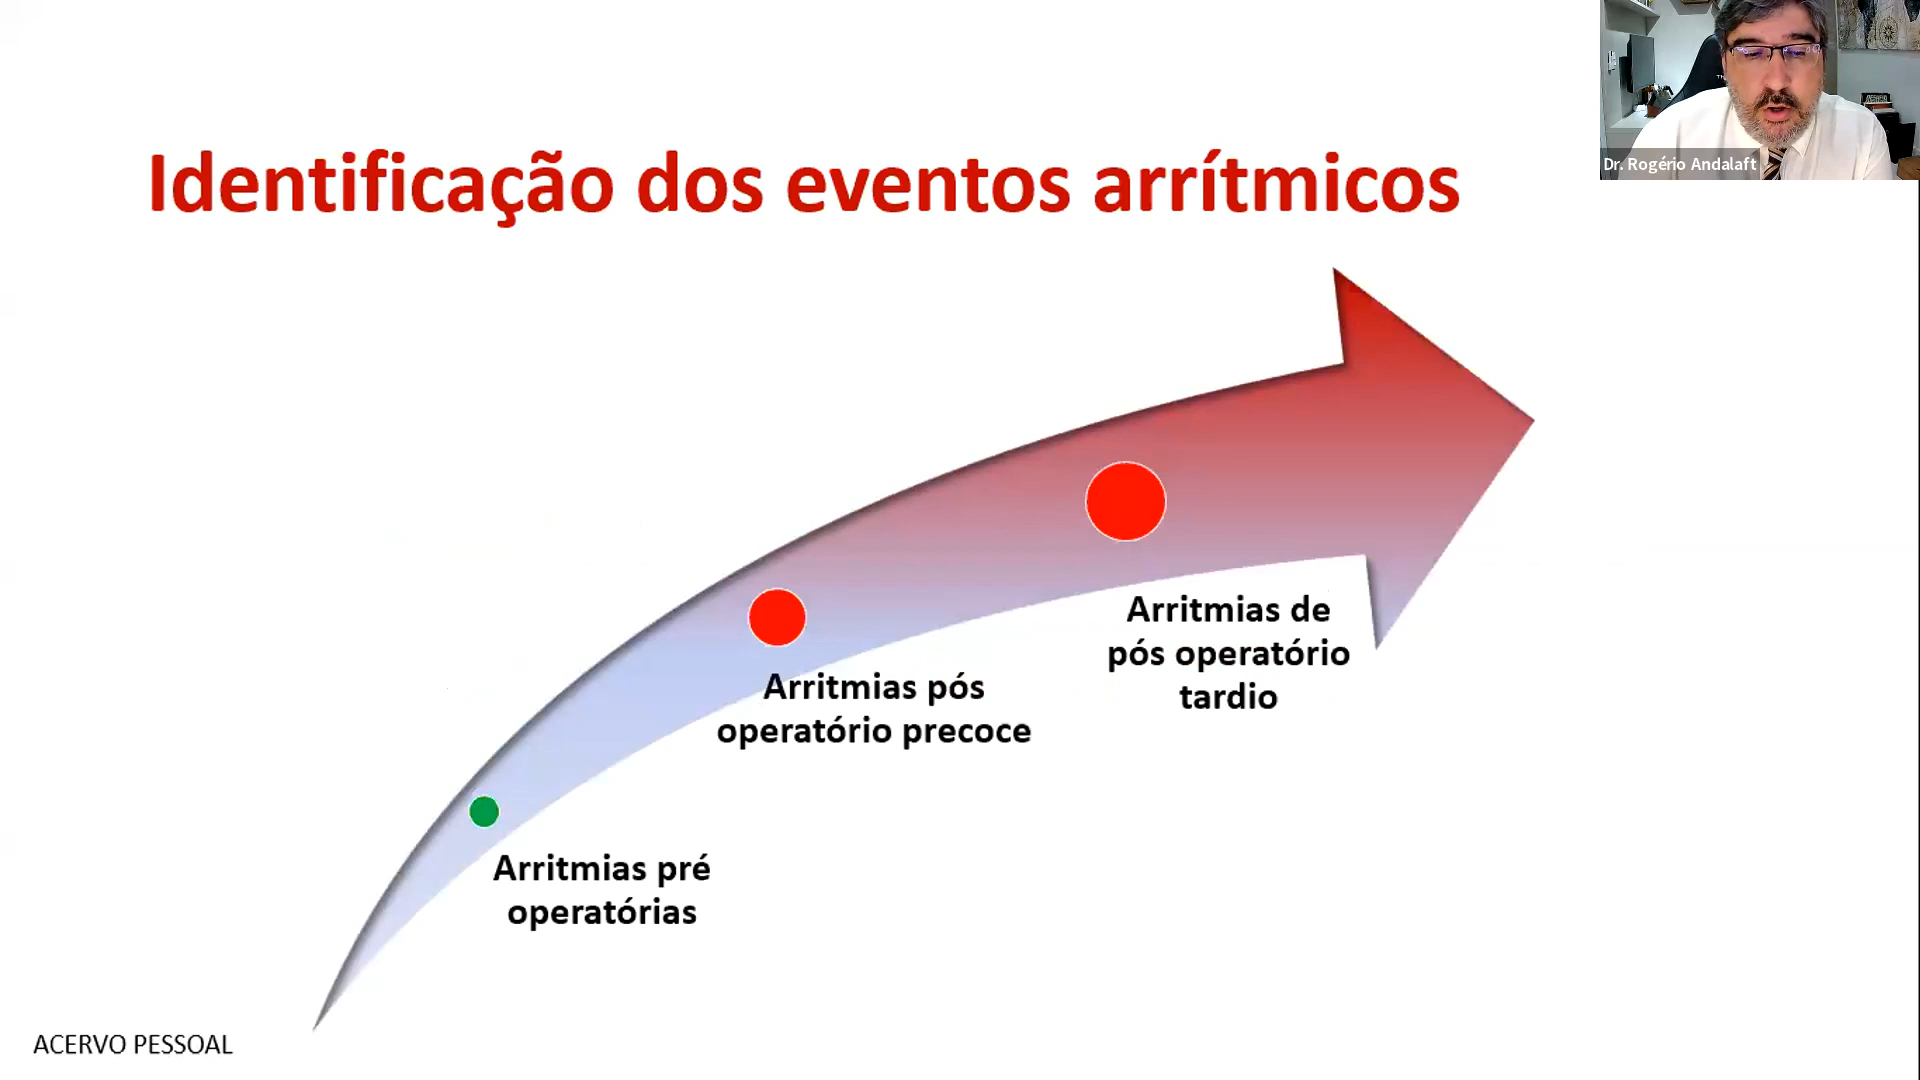 Identificação dos eventos arrítmicos
Dr. Rogério Andalaft
Arritmias de
pós operatório
tardio
Arritmias pós
operatório precoce
Arritmias pré
operatórias
ACERVO PESSOAL